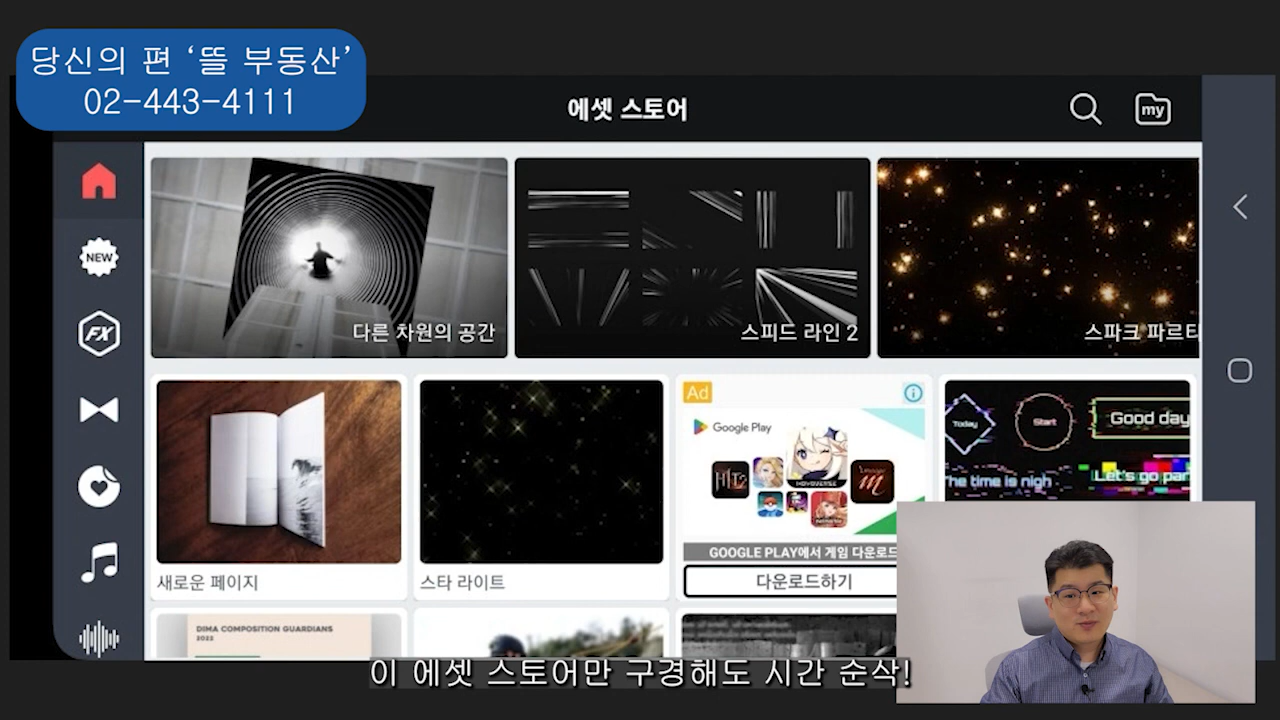 당신의 편 ‘뜰 부동산’
02-443-4111
에셋 스토어
my
NEW
FX
다른 차원의 공간
스피드 라인 2
스파크 파르티
새로운 페이지
스타 라이트
Ad
Google Play
HIT2
HOYOVERSE
m
GOOGLE PLAY에서 게임 다운로드
다운로드하기
Today
Start
Good day
The time is nigh
Let's go par
DIMA COMPOSITION GUARDIANS
2022
이 에셋 스토어만 구경해도 시간 순삭!